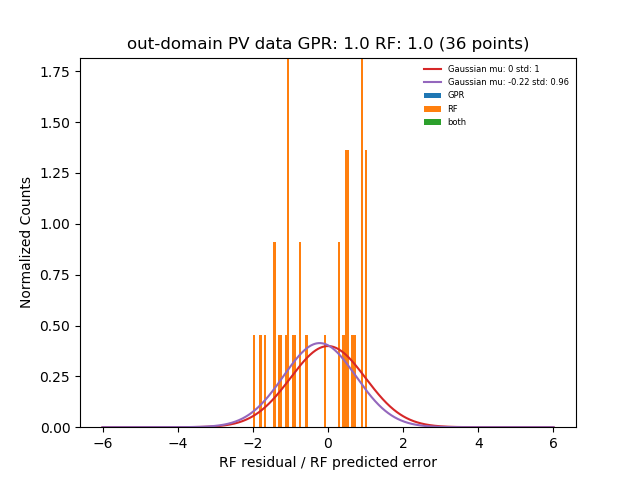 out-domain PV data GPR: 1.0 RF: 1.0 (36 points)
Gaussian mu: 0 std: 1
Gaussian mu: -0.22 std: 0.96
GPR
RF
both
Normalized Counts
1.75
1.50
1.25
1.00
0.75
0.50
0.25
0.00
−6 −4 −2 0 2 4 6
RF residual / RF predicted error